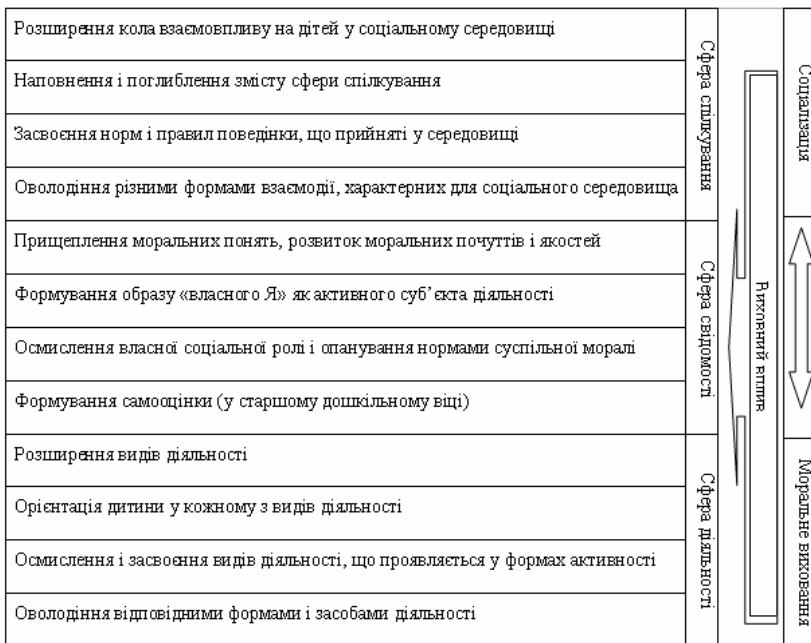 Розширення кола взаємовпливу на дітей у соціальному середовищі
Наповнення і поглиблення змісту сфери спілкування
Засвоєння норм і правил поведінки, що прийняті у середовищі
Оволодіння різними формами взаємодії, характерних для соціального середовища
Сфера спілкування
Прищеплення моральних понять, розвиток моральних почуттів і якостей
Формування образу «власного Я» як активного суб’єкта діяльності
Осмислення власної соціальної ролі і опанування нормами суспільної моралі
Формування самооцінки (у старшому дошкільному віці)
Сфера свідомості
Розширення видів діяльності
Орієнтація дитини у кожному з видів діяльності
Осмислення і засвоєння видів діяльності, що проявляється у формах активності
Оволодіння відповідними формами і засобами діяльності
Сфера діяльності
Виховний вплив
Соціалізація
Моральне виховання